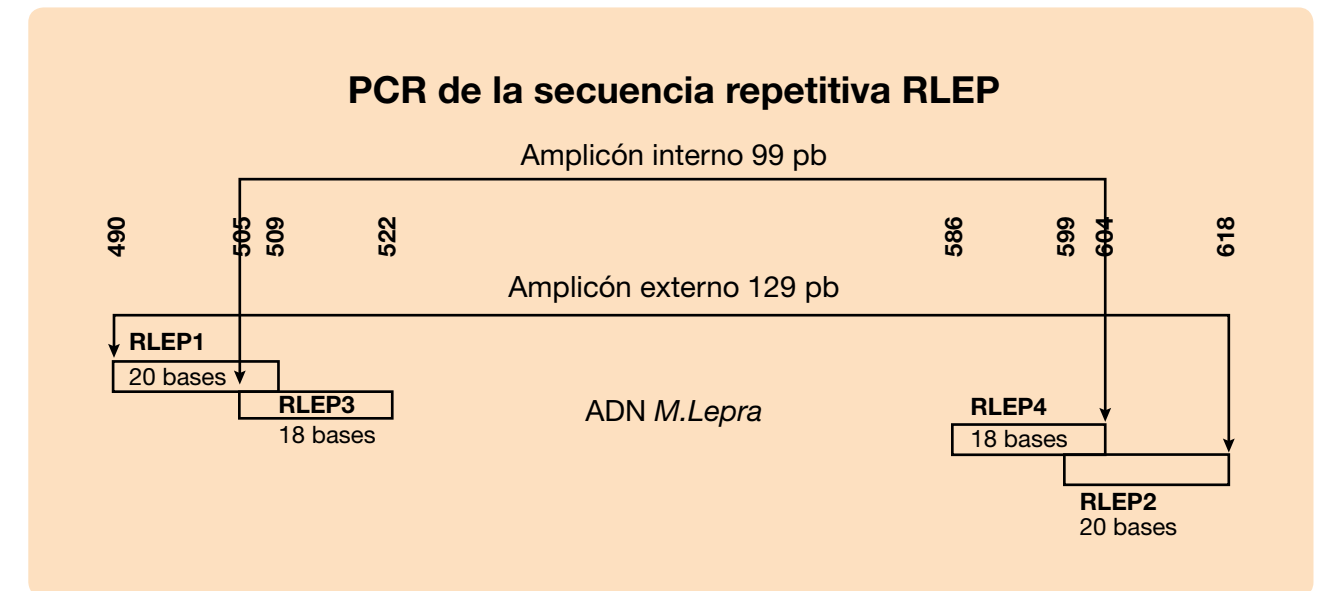 PCR de la secuencia repetitiva RLEP
Amplicón interno 99 pb
490 505 509 522 586 599 604 618
Amplicón externo 129 pb
RLEP1
20 bases
RLEP3
18 bases
ADN M.Lepra
RLEP4
18 bases
RLEP2
20 bases